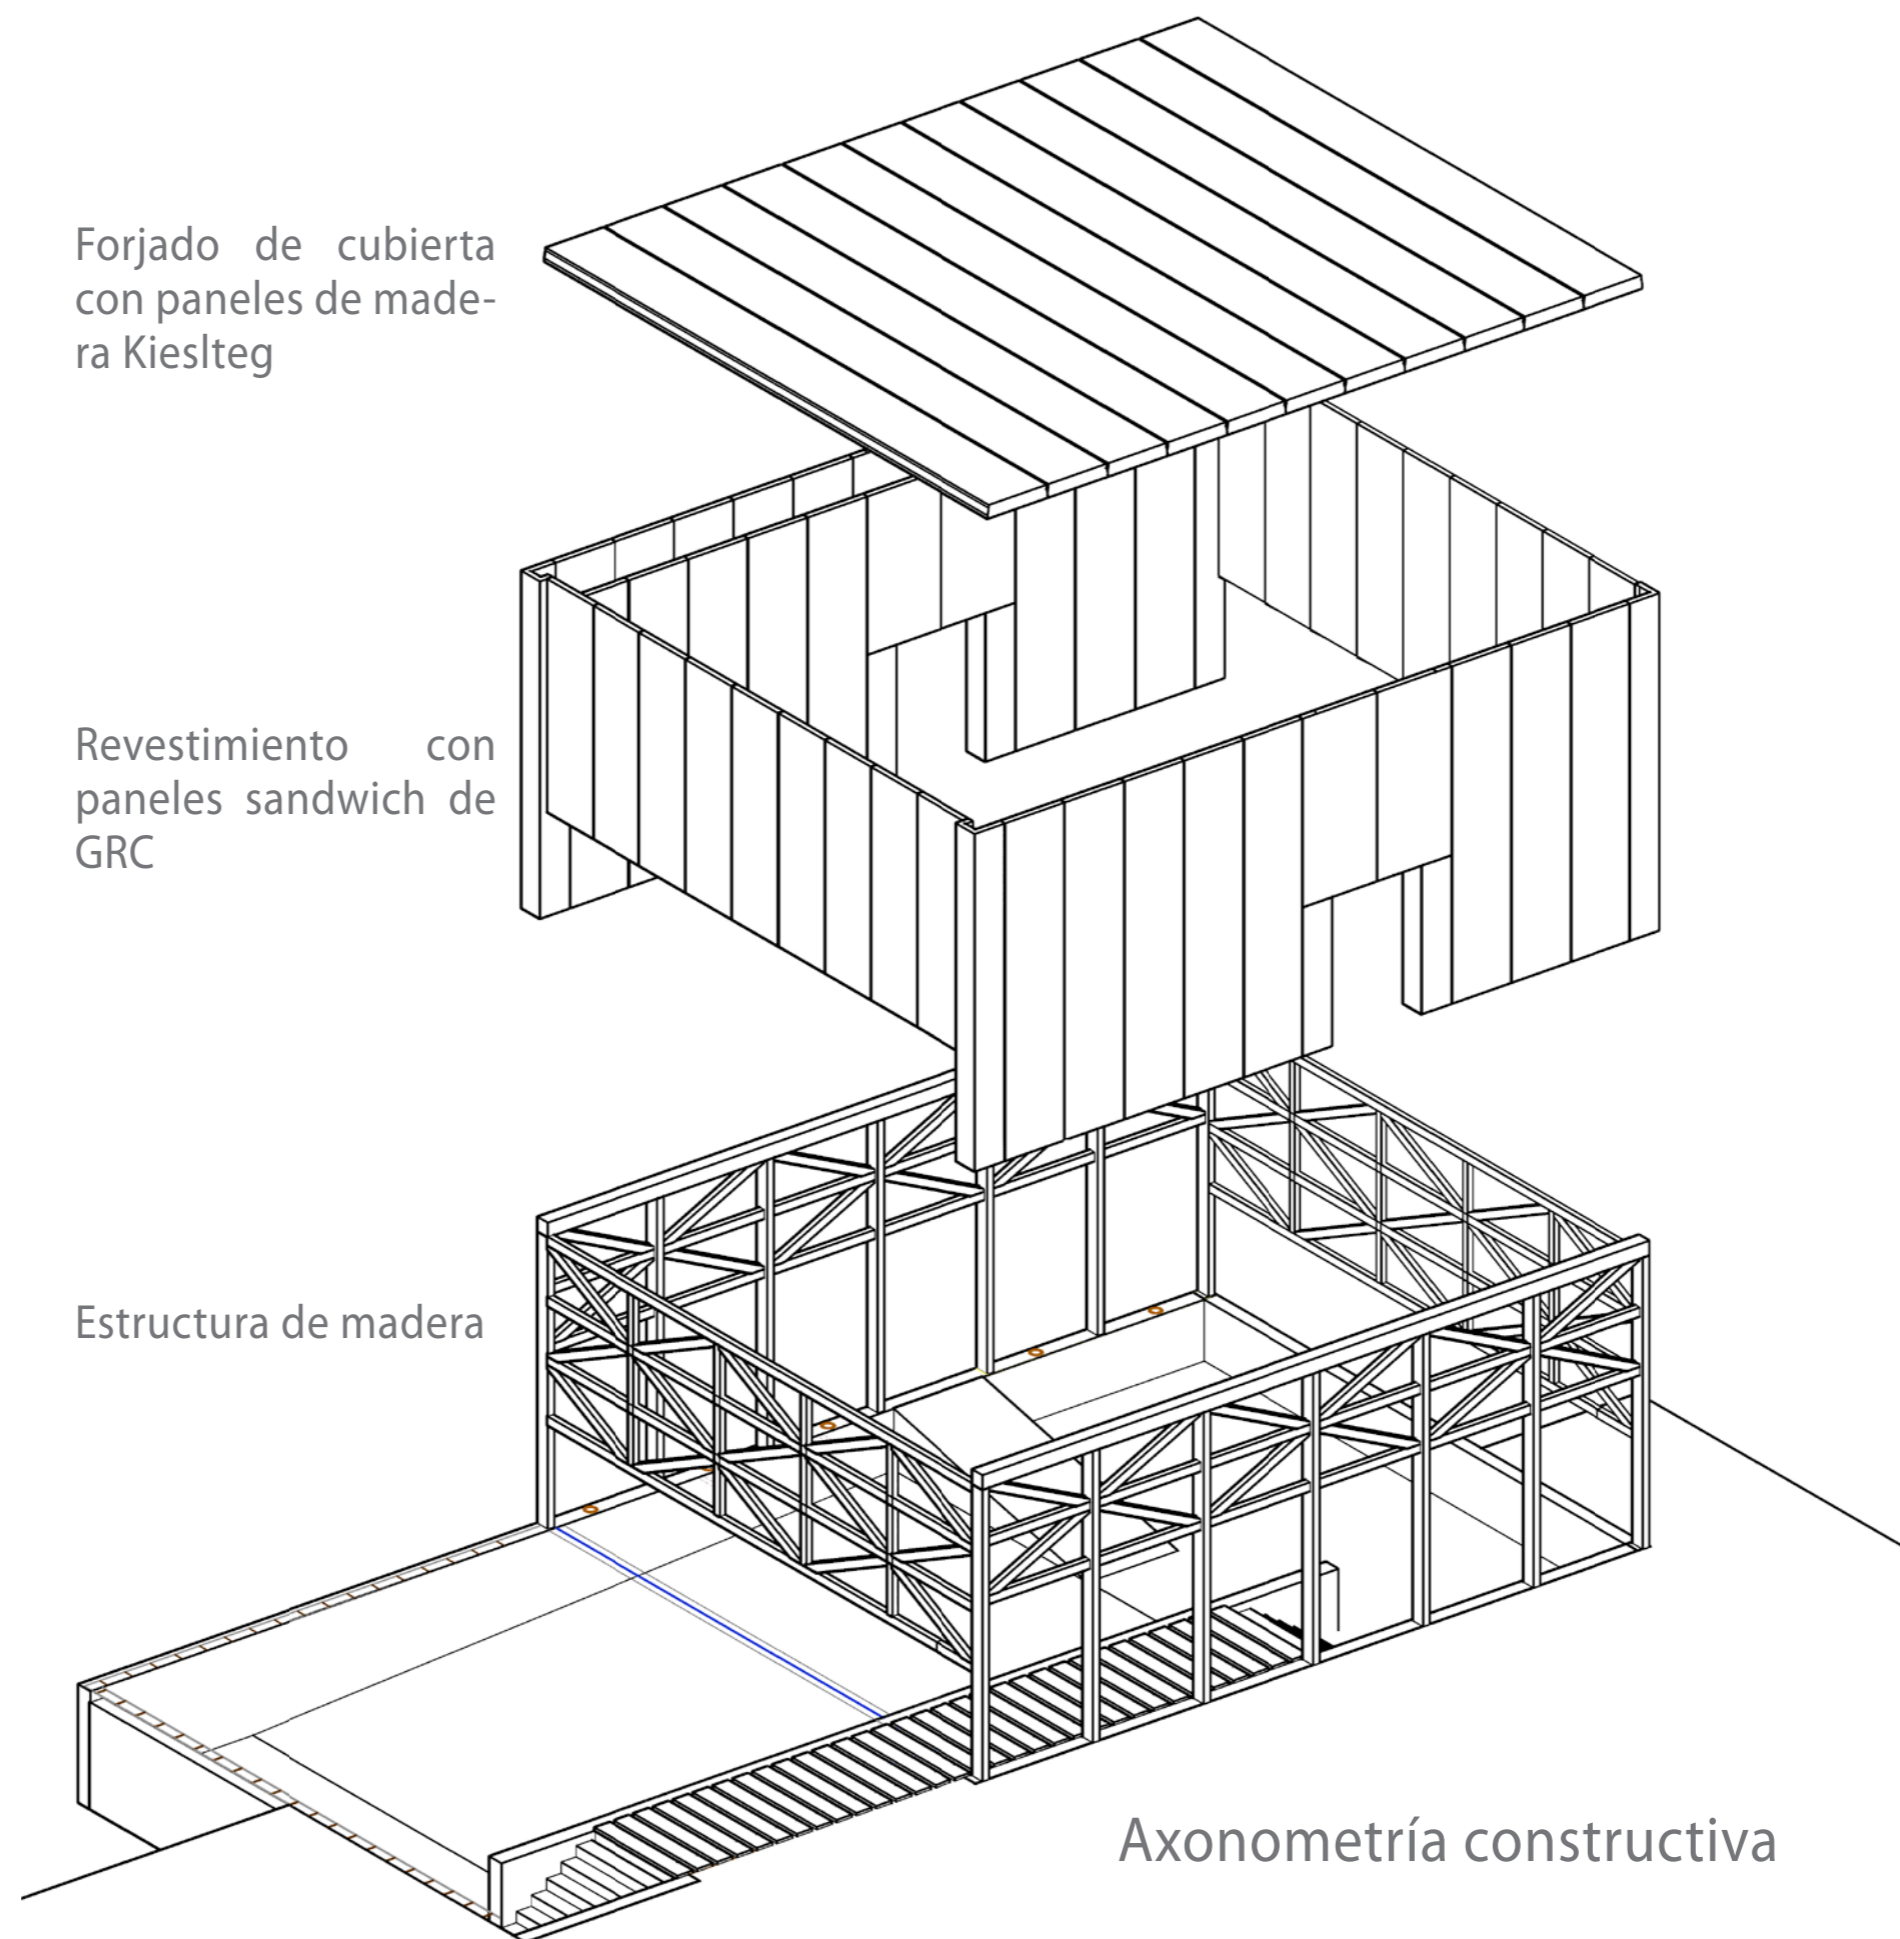 Forjado de cubierta
con paneles de made-
ra Kieslteg
Revestimiento con
paneles sandwich de
GRC
Estructura de madera
Axonometría constructiva